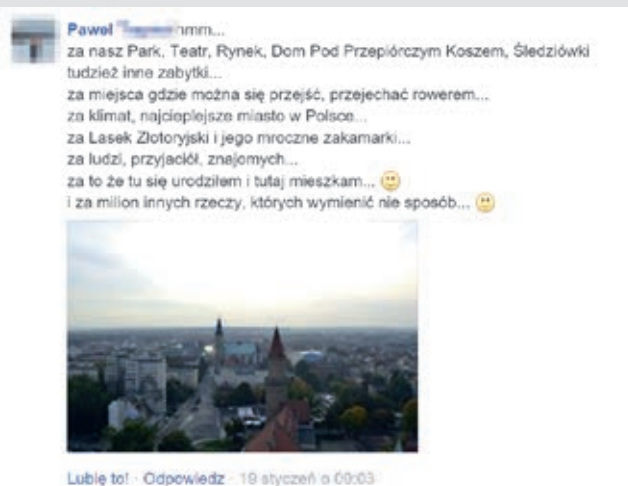 Paweł hmm...
za nasz Park, Teatr, Rynek, Dom Pod Przepiórczym Koszem, Śledziówki
tudzież inne zabytki...
za miejsca gdzie można się przejść, przejechać rowerem...
za klimat, najcieplejsze miasto w Polsce...
za Lasek Złotoryjski i jego mroczne zakamarki...
za ludzi, przyjaciół, znajomych...
za to że tu się urodziłem i tutaj mieszkam...
i za milion innych rzeczy, których wymienić nie sposób...
Lubię to! · Odpowiedz · 19 styczeń o 09:03